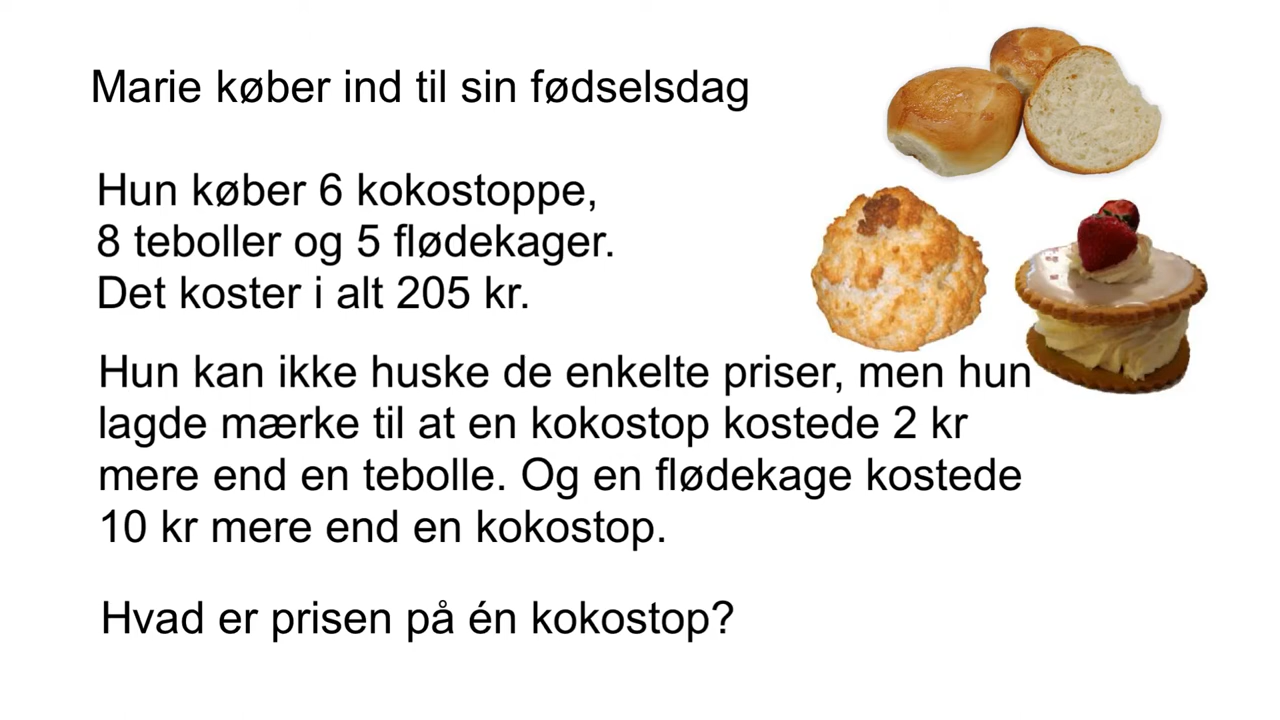 Marie køber ind til sin fødselsdag
Hun køber 6 kokostoppe,
8 teboller og 5 flødekager.
Det koster i alt 205 kr.
Hun kan ikke huske de enkelte priser, men hun
lagde mærke til at en kokostop kostede 2 kr
mere end en tebolle. Og en flødekage kostede
10 kr mere end en kokostop.
Hvad er prisen på én kokostop?